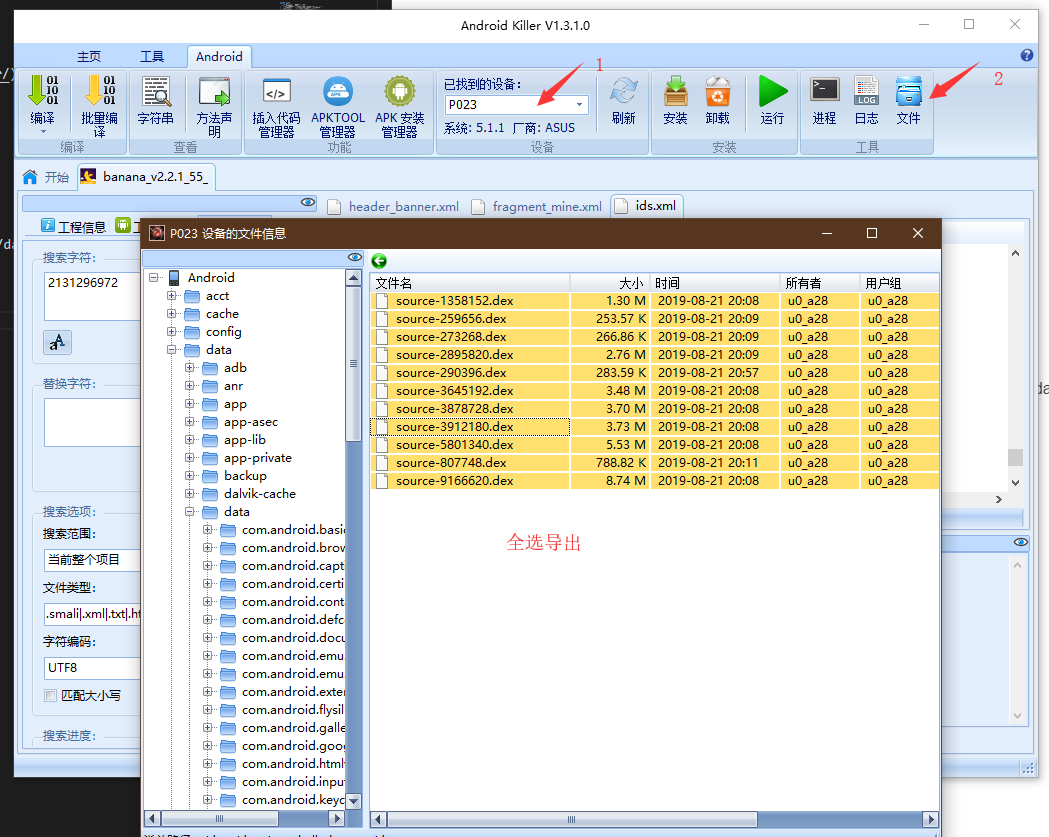 Android Killer V1.3.1.0
主页 工具 Android
编译 批量编译 字符串 方法声明 插入代码管理器 APKTOOL管理器 APK 安装管理器 已找到的设备: 1 刷新 安装 卸载 运行 进程 日志 文件 2
P023
系统: 5.1.1 厂商: ASUS
编译 查看 功能 设备 安装 工具
开始 banana_v2.2.1_55_
header_banner.xml fragment_mine.xml ids.xml
工程信息
搜索字符:
2131296972
替换字符:
搜索选项:
搜索范围:
当前整个项目
文件类型:
.smali|.xml|.txt|.ht
字符编码:
UTF8
匹配大小写
搜索进度:
P023 设备的文件信息
Android
acct
cache
config
data
adb
anr
app
app-asec
app-lib
app-private
backup
dalvik-cache
data
com.android.basic
com.android.brow
com.android.capt
com.android.certi
com.android.cont
com.android.defc
com.android.docu
com.android.emu
com.android.emu
com.android.exter
com.android.flysil
com.android.galle
com.android.goog
com.android.html
com.android.input
com.android.keyc
文件名 大小 时间 所有者 用户组
source-1358152.dex 1.30 M 2019-08-21 20:08 u0_a28 u0_a28
source-259656.dex 253.57 K 2019-08-21 20:09 u0_a28 u0_a28
source-273268.dex 266.86 K 2019-08-21 20:09 u0_a28 u0_a28
source-2895820.dex 2.76 M 2019-08-21 20:09 u0_a28 u0_a28
source-290396.dex 283.59 K 2019-08-21 20:57 u0_a28 u0_a28
source-3645192.dex 3.48 M 2019-08-21 20:08 u0_a28 u0_a28
source-3878728.dex 3.70 M 2019-08-21 20:08 u0_a28 u0_a28
source-3912180.dex 3.73 M 2019-08-21 20:08 u0_a28 u0_a28
source-5801340.dex 5.53 M 2019-08-21 20:08 u0_a28 u0_a28
source-807748.dex 788.82 K 2019-08-21 20:11 u0_a28 u0_a28
source-9166620.dex 8.74 M 2019-08-21 20:08 u0_a28 u0_a28
全选导出